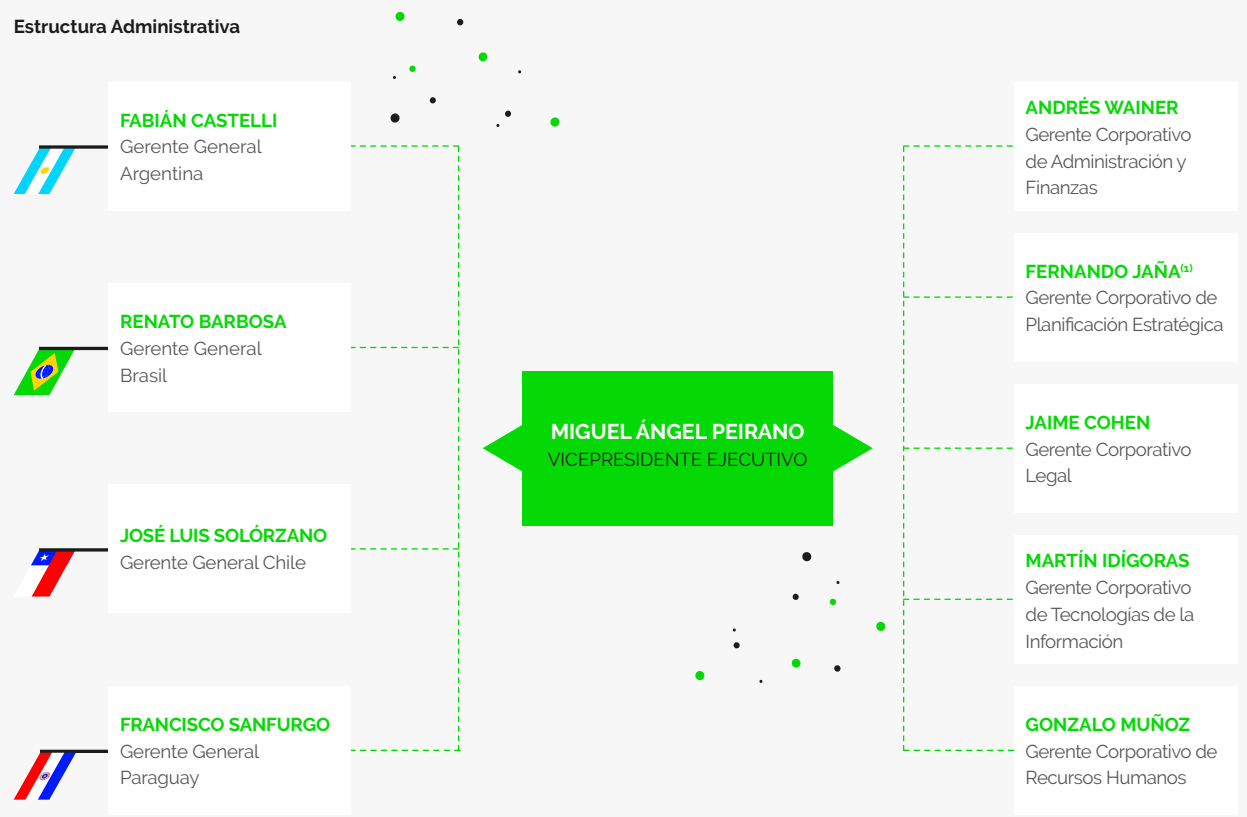 Estructura Administrativa
FABIÁN CASTELLI
Gerente General
Argentina
RENATO BARBOSA
Gerente General
Brasil
JOSÉ LUIS SOLÓRZANO
Gerente General Chile
FRANCISCO SANFURGO
Gerente General
Paraguay
MIGUEL ÁNGEL PEIRANO
VICEPRESIDENTE EJECUTIVO
ANDRÉS WAINER
Gerente Corporativo
de Administración y
Finanzas
FERNANDO JAÑA⁽¹⁾
Gerente Corporativo de
Planificación Estratégica
JAIME COHEN
Gerente Corporativo
Legal
MARTÍN IDÍGORAS
Gerente Corporativo
de Tecnologías de la
Información
GONZALO MUÑOZ
Gerente Corporativo de
Recursos Humanos